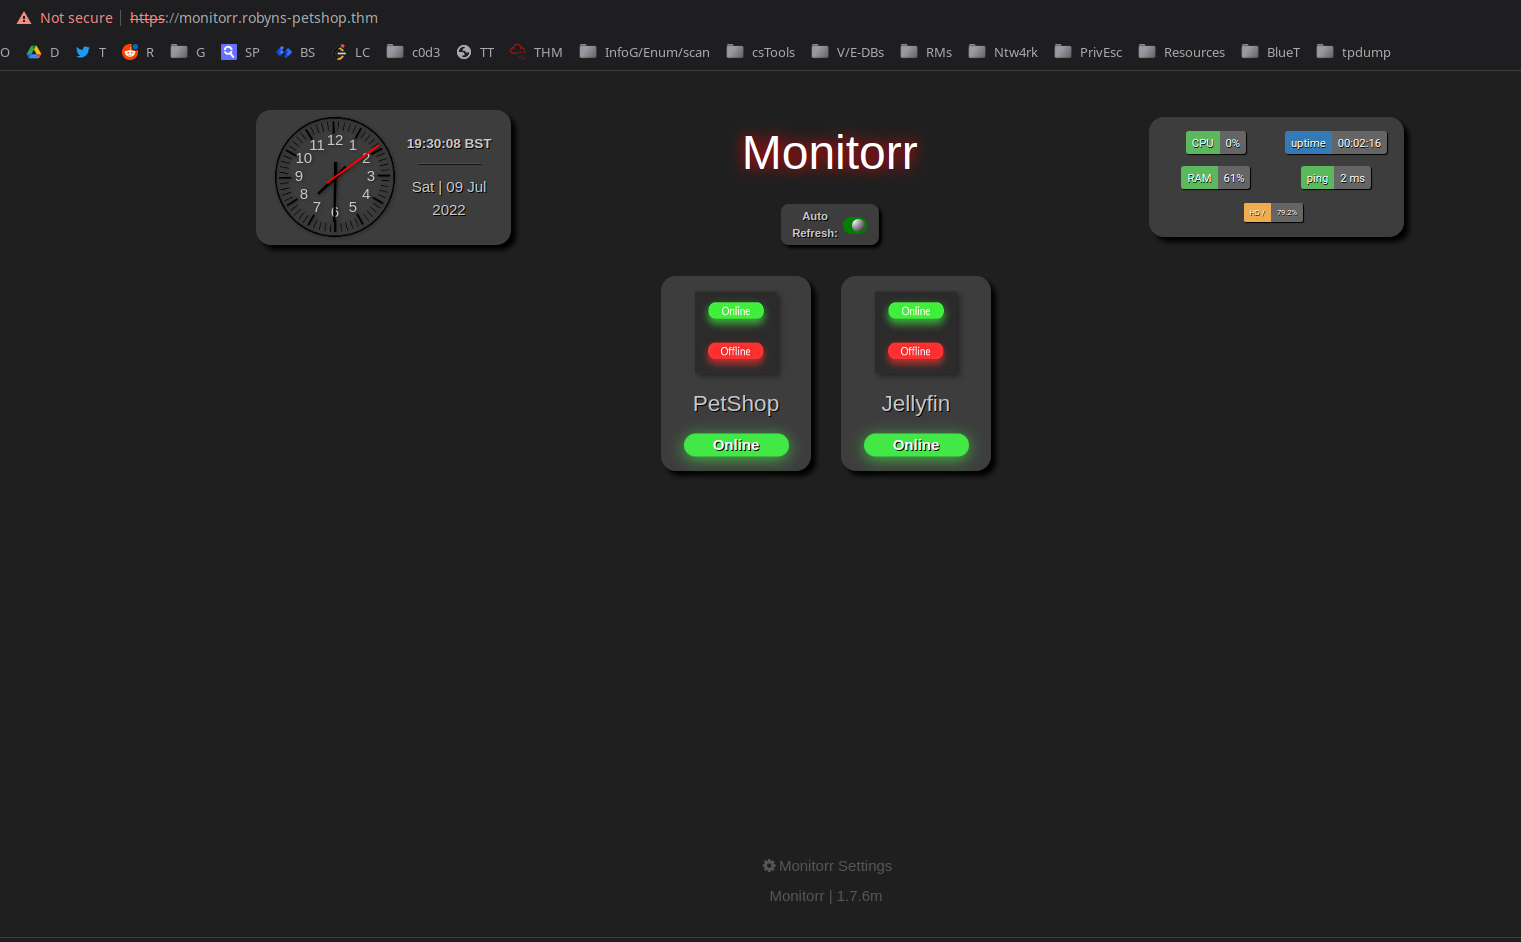 Not secure https://monitorr.robyns-petshop.thm
O D T R G SP BS LC c0d3 TT THM InfoG/Enum/scan csTools V/E-DBs RMs Ntw4rk PrivEsc Resources BlueT tpdump
12
1
2
3
4
5
6
7
8
9
10
11
19:30:08 BST
Sat | 09 Jul
2022
Monitorr
Auto
Refresh:
CPU 0%
uptime 00:02:16
RAM 61%
ping 2 ms
HD / 79.2%
Online
Offline
PetShop
Online
Online
Offline
Jellyfin
Online
Monitorr Settings
Monitorr | 1.7.6m